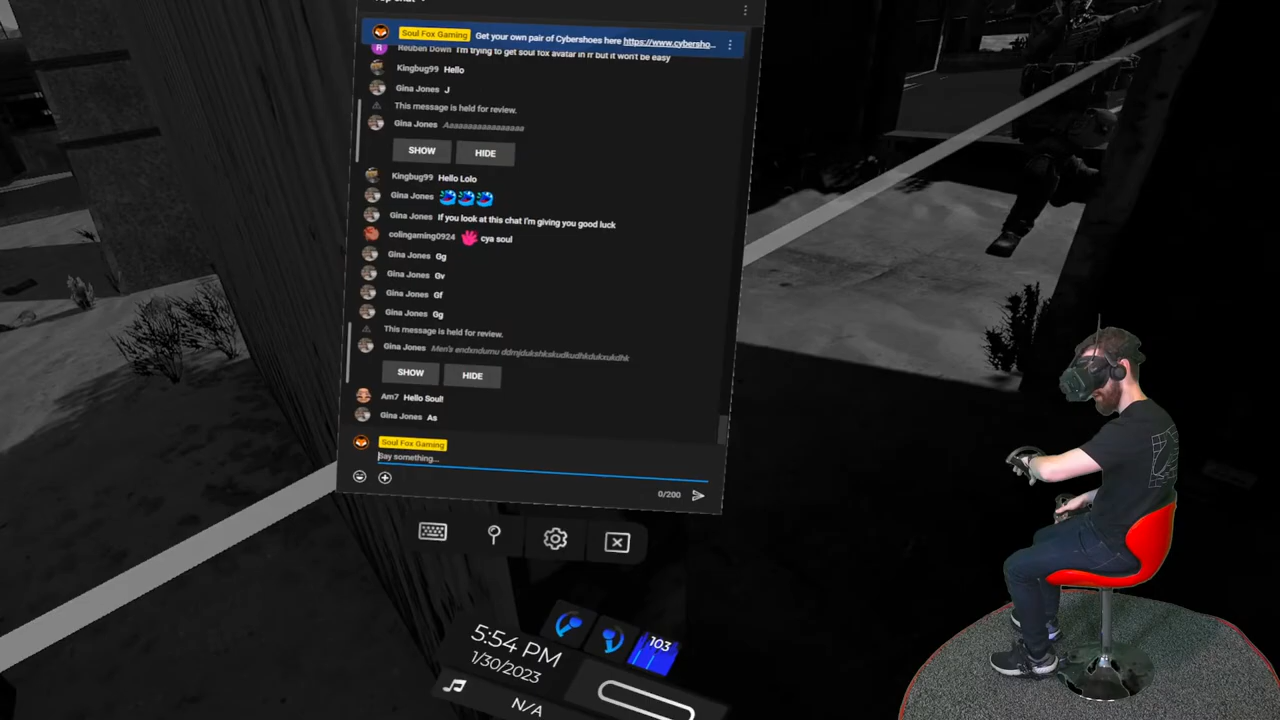 Soul Fox Gaming Get your own pair of Cybershoes here https://www.cybersho...
Reuben Down I'm trying to get soul fox avatar in rr but it won't be easy
Kingbug99 Hello
Gina Jones J
This message is held for review.
Gina Jones Aaaaaaaaaaaaaaaaa
SHOW HIDE
Kingbug99 Hello Lolo
Gina Jones
Gina Jones If you look at this chat I'm giving you good luck
colingaming0924 cya soul
Gina Jones Gg
Gina Jones Gv
Gina Jones Gf
Gina Jones Gg
This message is held for review.
Gina Jones Men's
SHOW HIDE
Am7 Hello Soul!
Gina Jones As
Soul Fox Gaming
Say something...
0/200
103
5:54 PM
1/30/2023
N/A